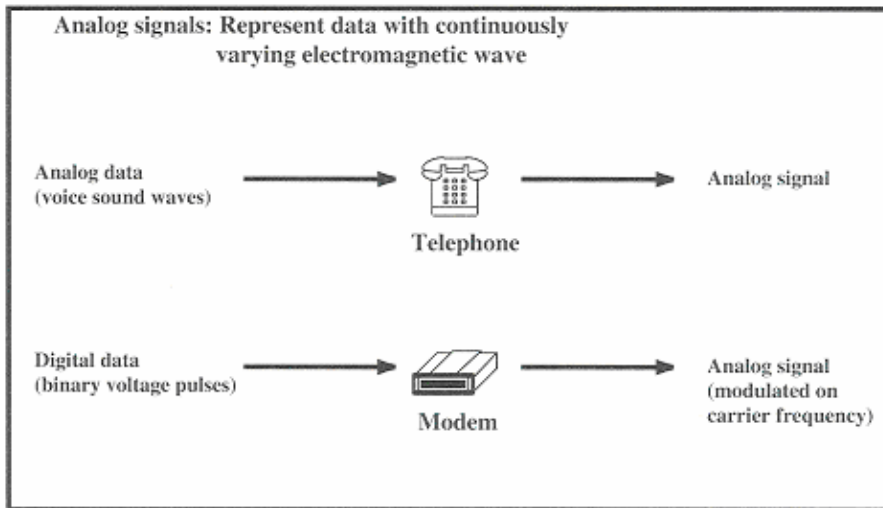 Analog signals: Represent data with continuously
varying electromagnetic wave
Analog data
(voice sound waves)
Telephone
Analog signal
Digital data
(binary voltage pulses)
Modem
Analog signal
(modulated on
carrier frequency)